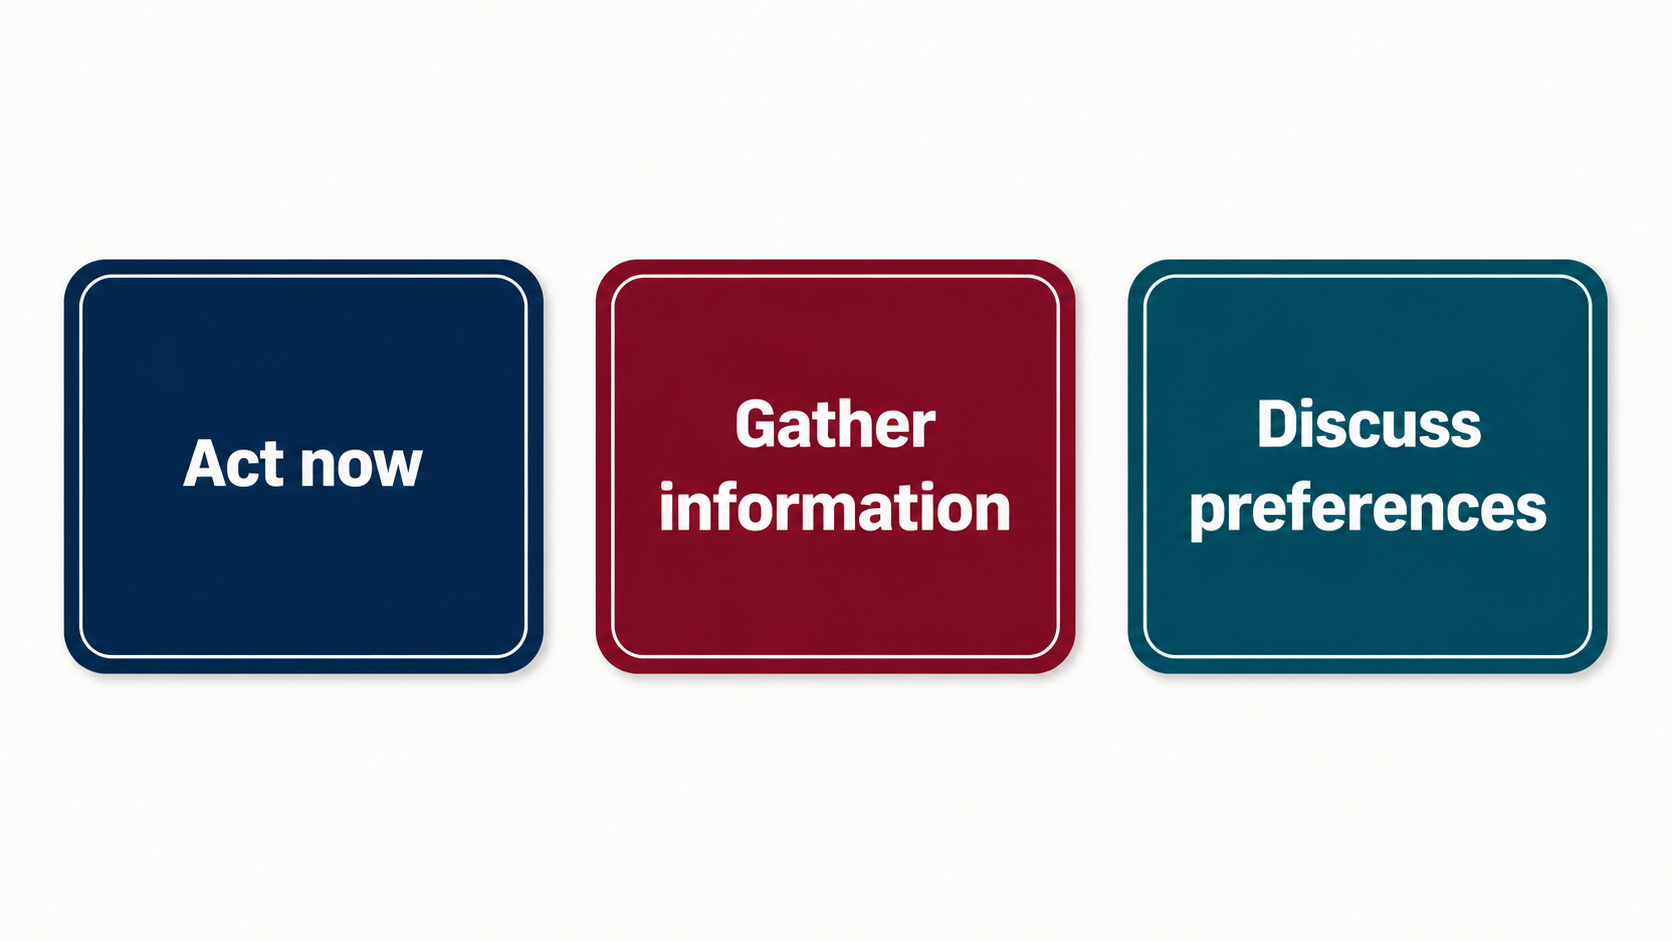 Act now
Gather
information
Discuss
preferences